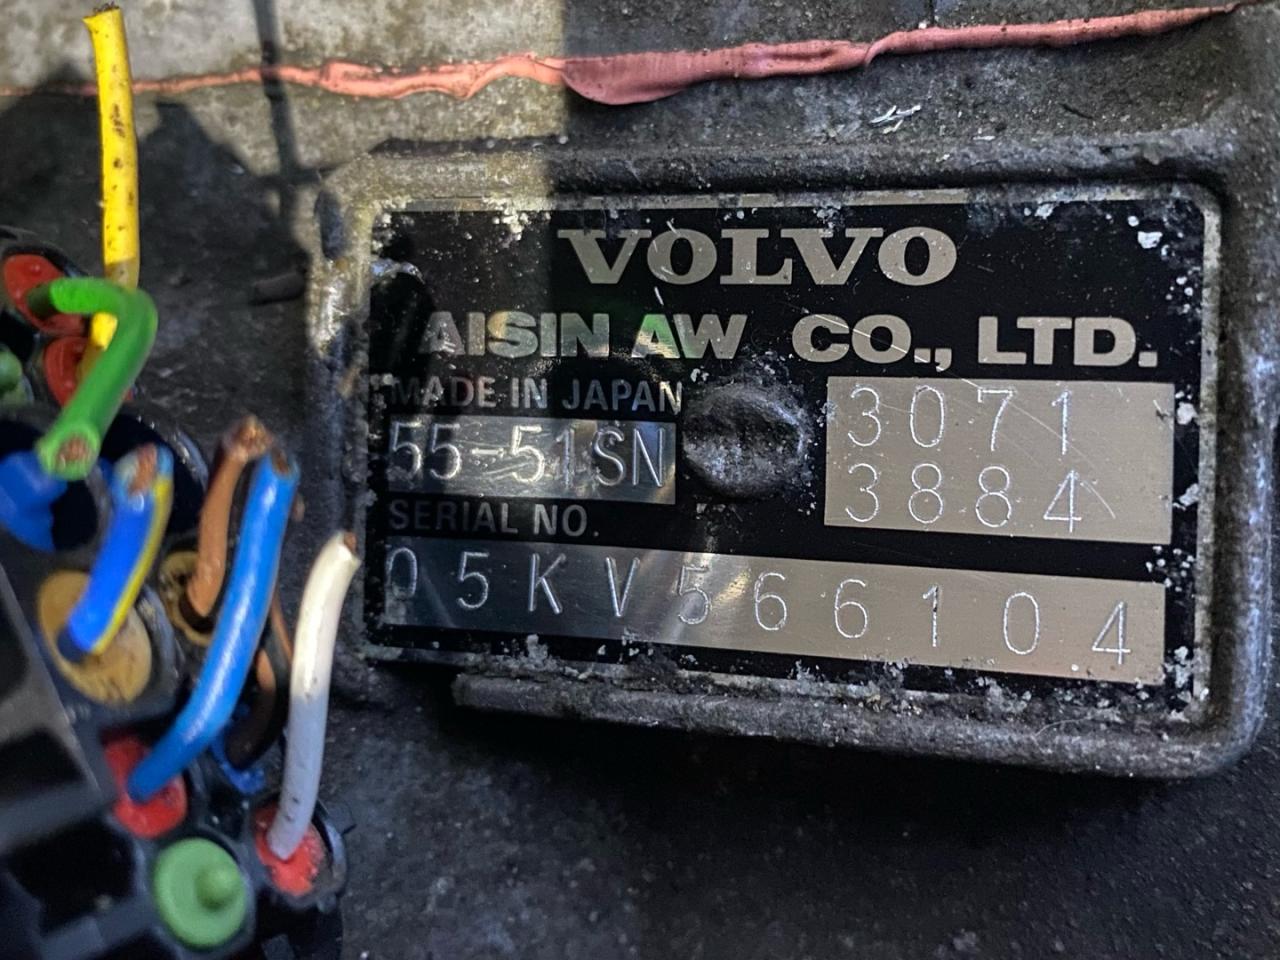 VOLVO
AISIN AW CO., LTD.
MADE IN JAPAN
55-51SN
3071
3884
SERIAL NO.
05KV566104